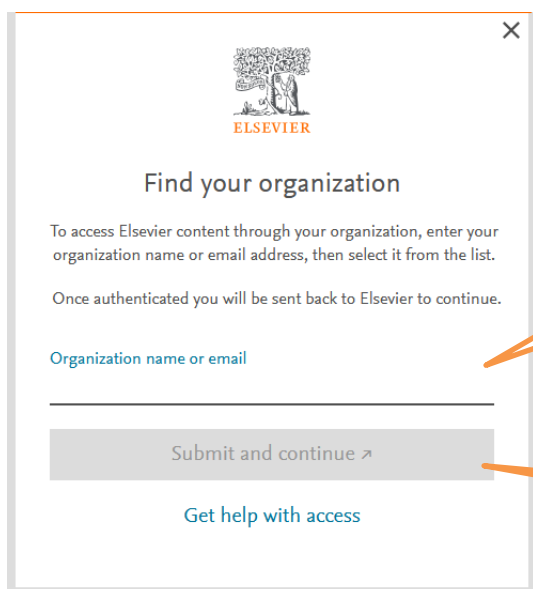 ELSEVIER
Find your organization
To access Elsevier content through your organization, enter your
organization name or email address, then select it from the list.
Once authenticated you will be sent back to Elsevier to continue.
Organization name or email
Submit and continue ↗
Get help with access